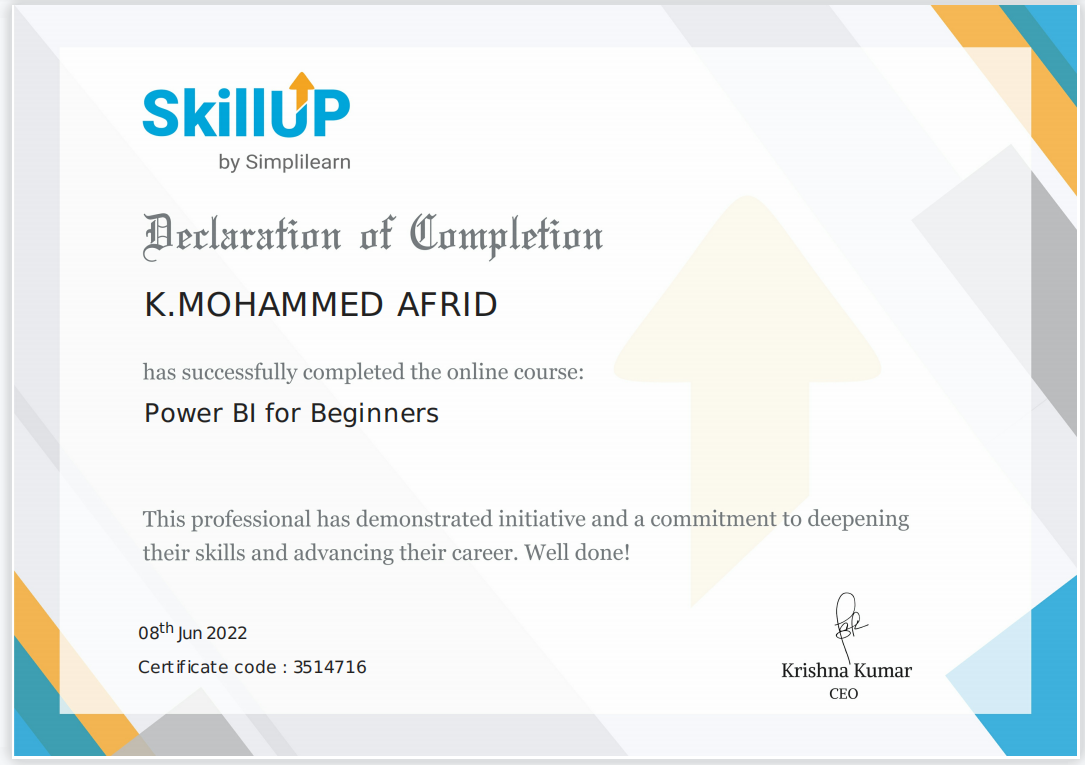 SkillUP
by Simplilearn
Declaration of Completion
K.MOHAMMED AFRID
has successfully completed the online course:
Power BI for Beginners
This professional has demonstrated initiative and a commitment to deepening
their skills and advancing their career. Well done!
08th Jun 2022
Certificate code : 3514716
Krishna Kumar
CEO